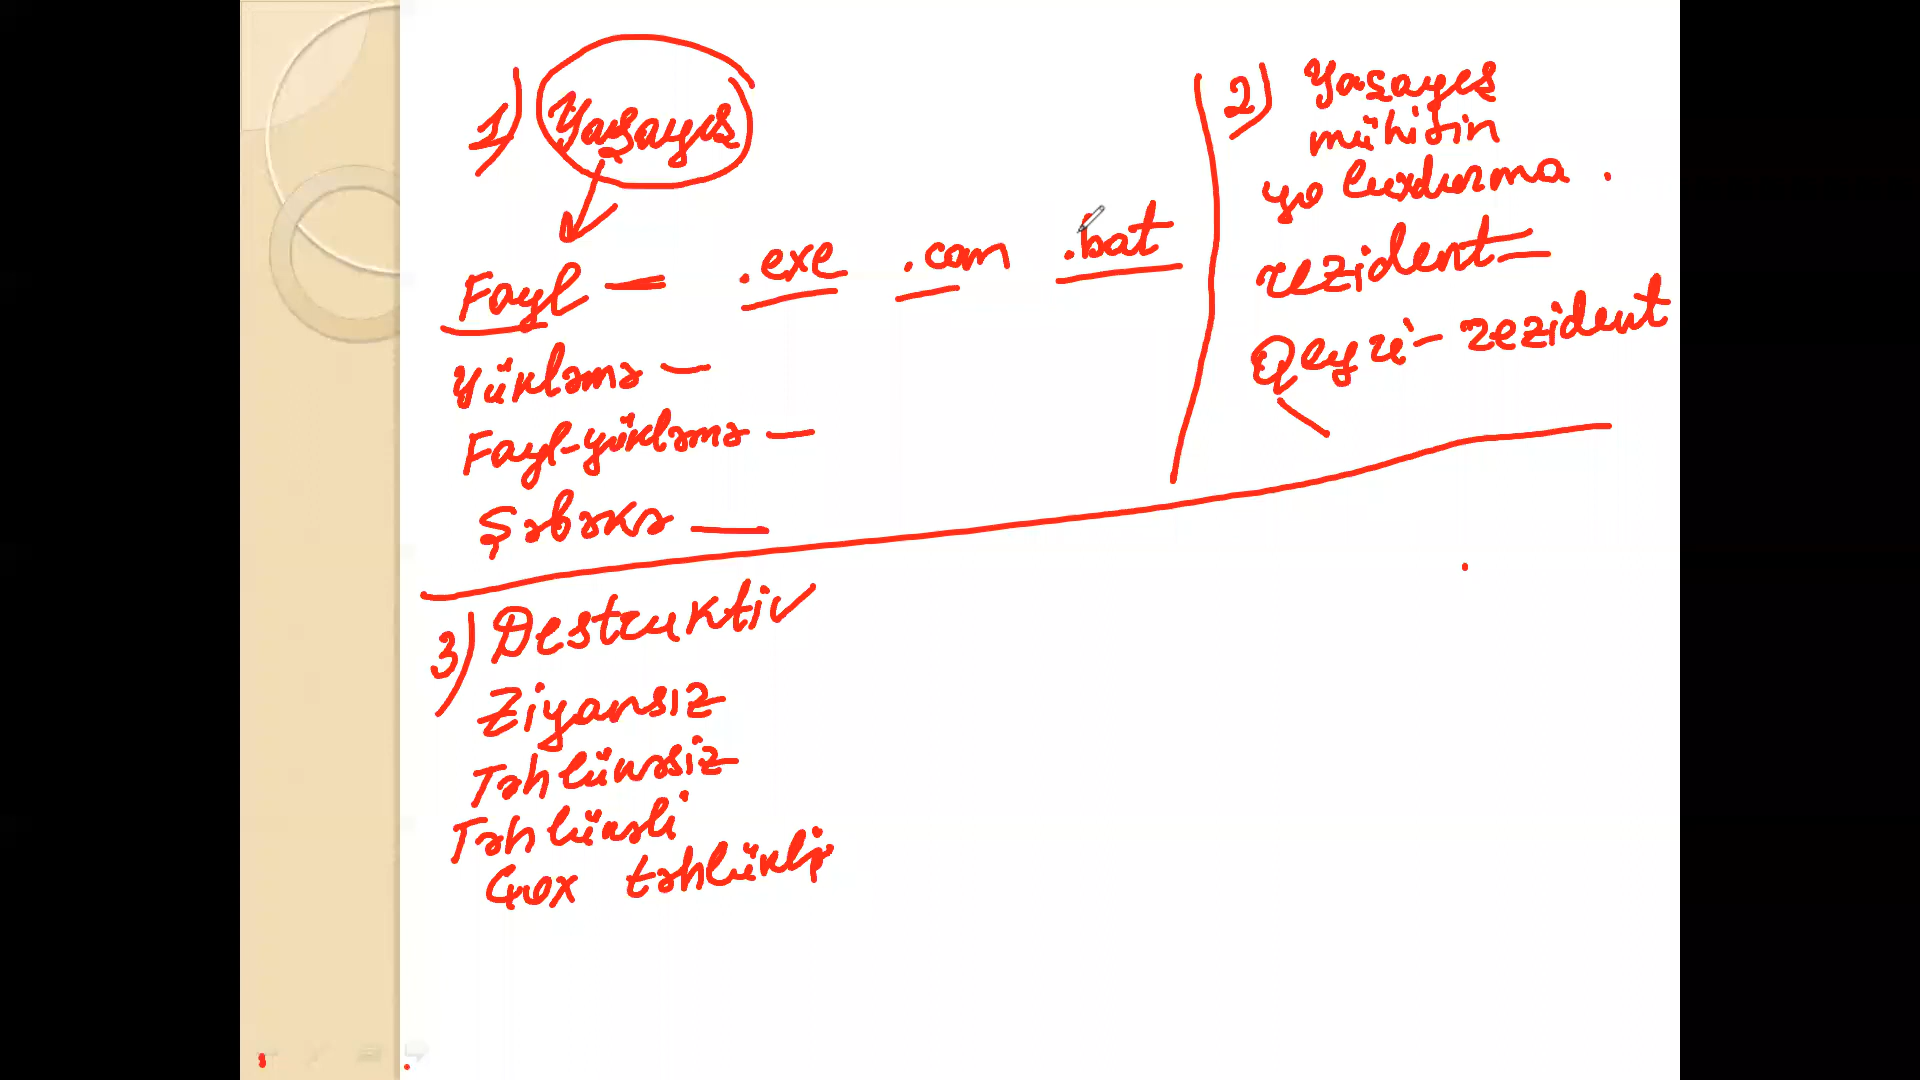 1) Yaşayış
Fayl — .exe .com .bat
Yükləmə —
Fayl-yükləmə —
Şəbəkə —
2) Yaşayış
mühitin
yoluxdurma.
rezident —
Qeyri-rezident
3) Destruktiv
Ziyansız
Təhlükəsiz
Təhlükəli
Çox təhlükəli